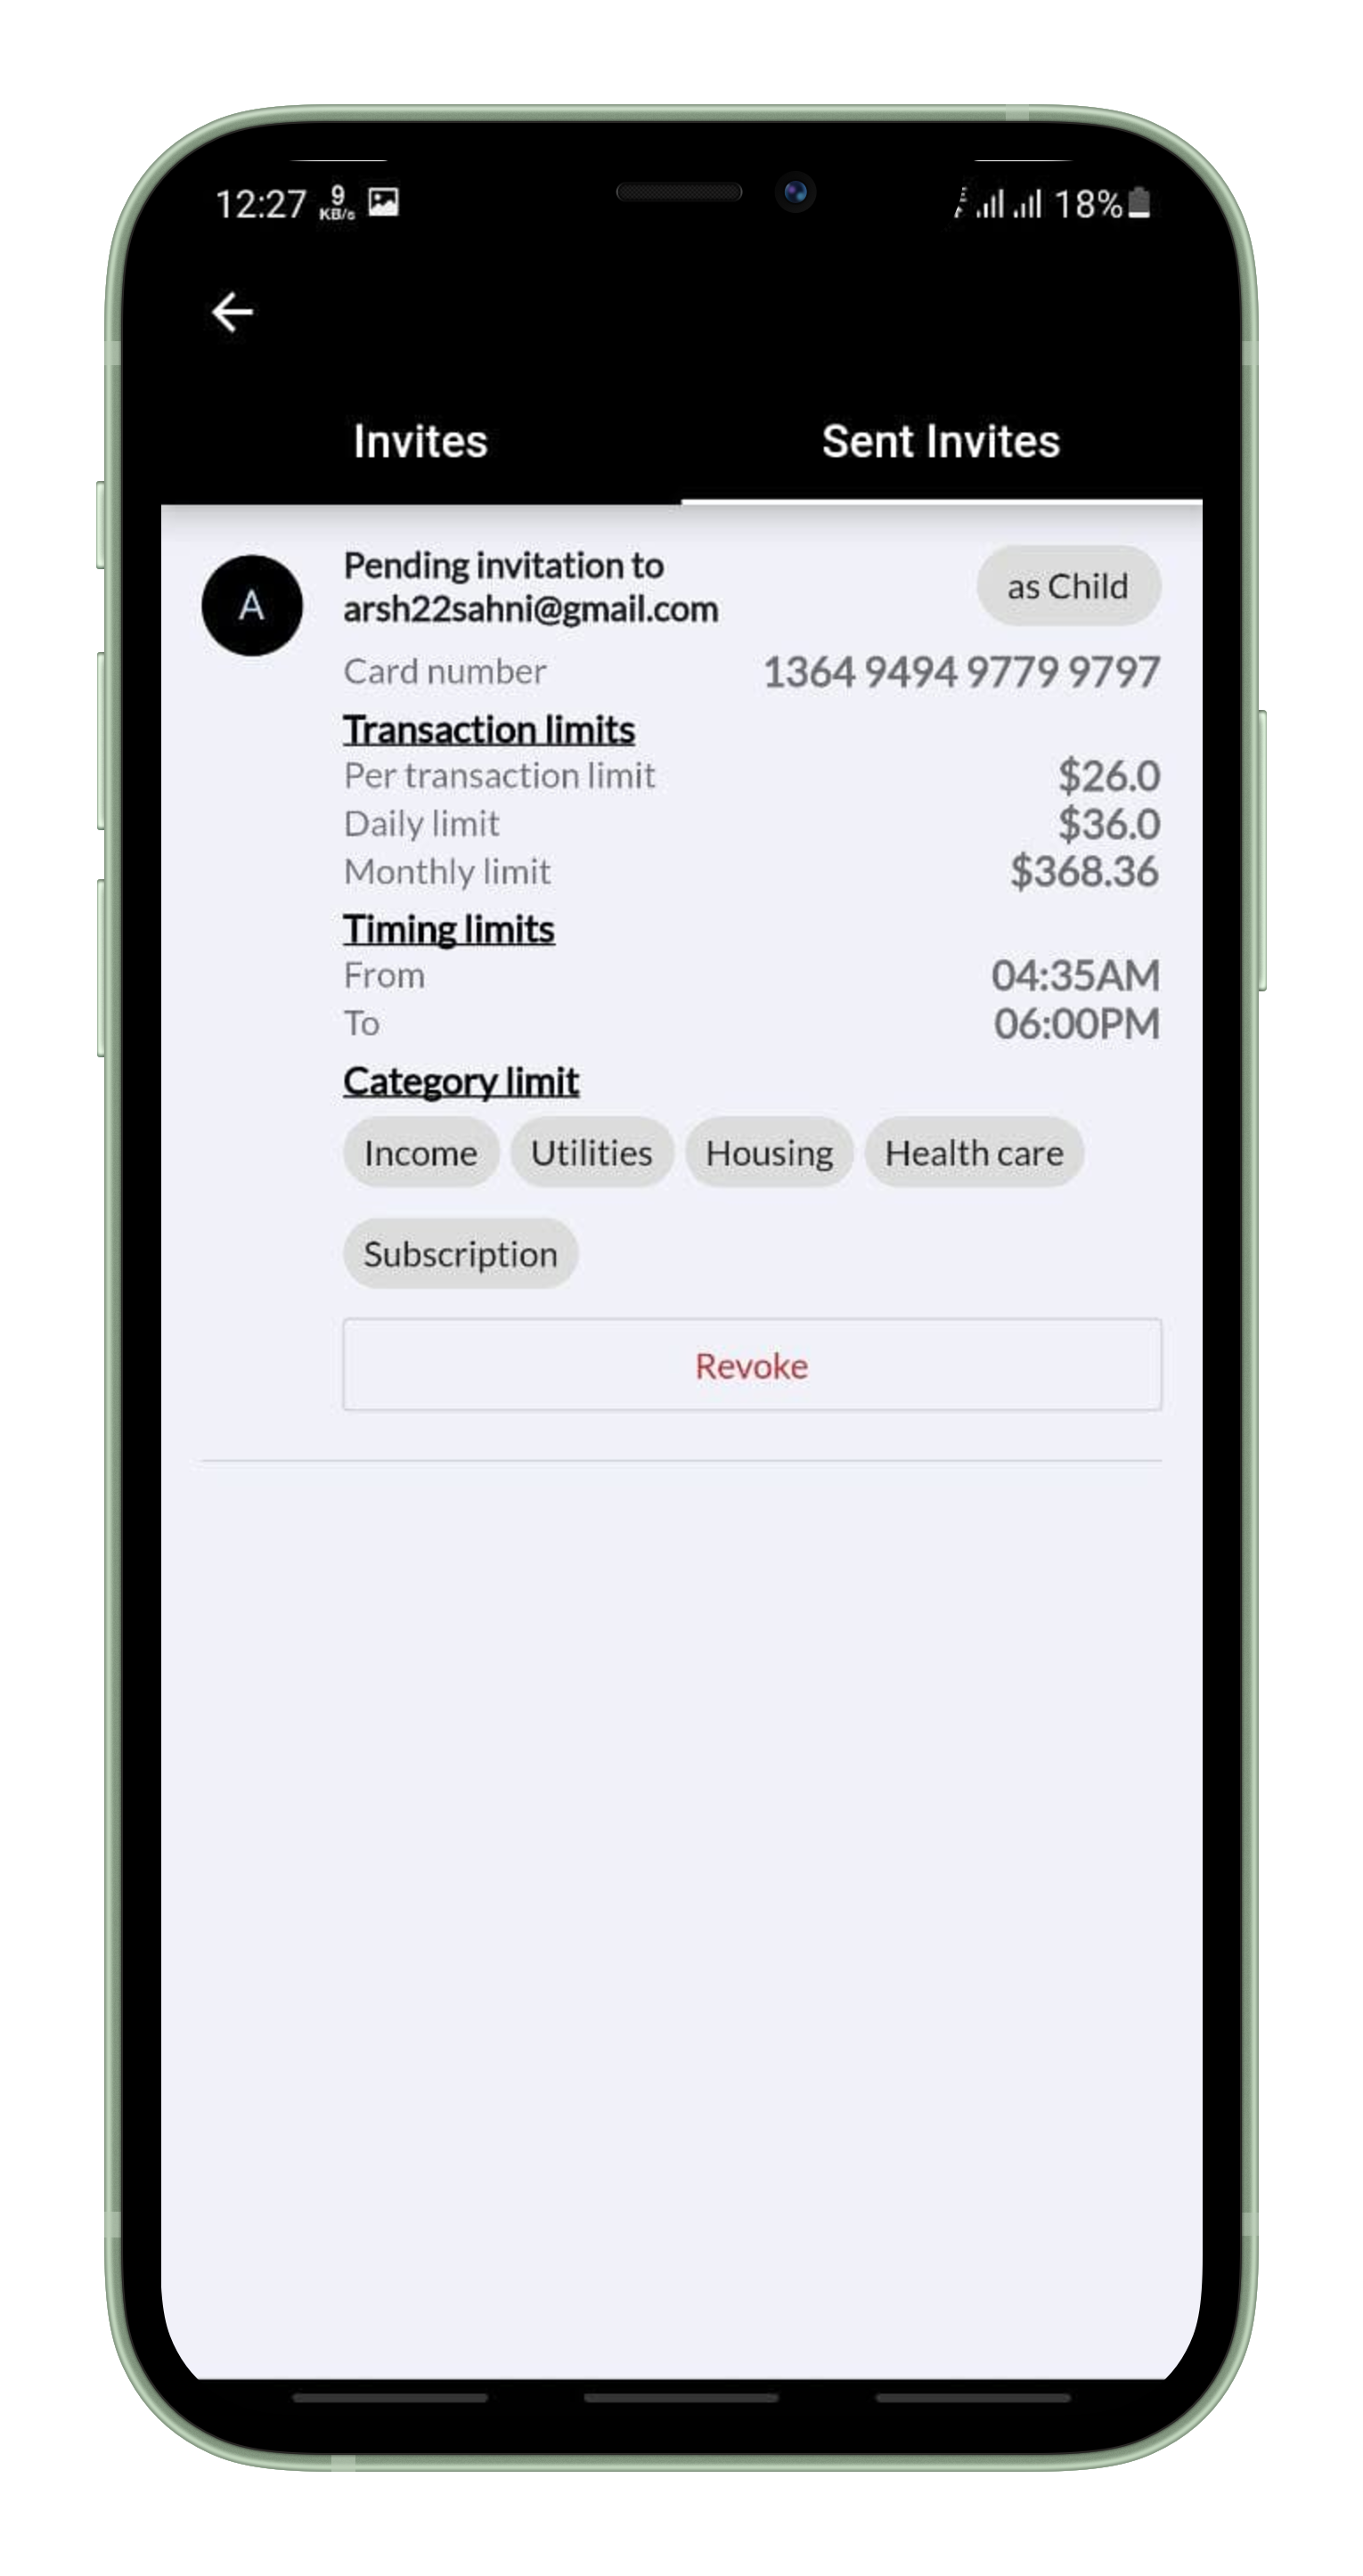 12:27 9 KB/s 18%
Invites Sent Invites
A
Pending invitation to
arsh22sahni@gmail.com
as Child
Card number 1364 9494 9779 9797
Transaction limits
Per transaction limit $26.0
Daily limit $36.0
Monthly limit $368.36
Timing limits
From 04:35AM
To 06:00PM
Category limit
Income Utilities Housing Health care
Subscription
Revoke